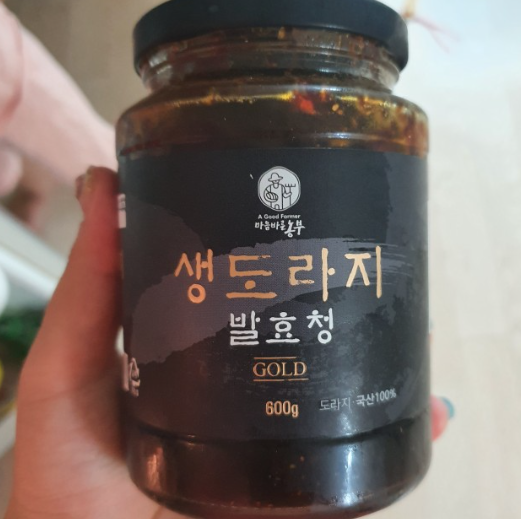 A Good Farmer
마음바른농부
생도라지
발효청
GOLD
600g
도라지·국산100%